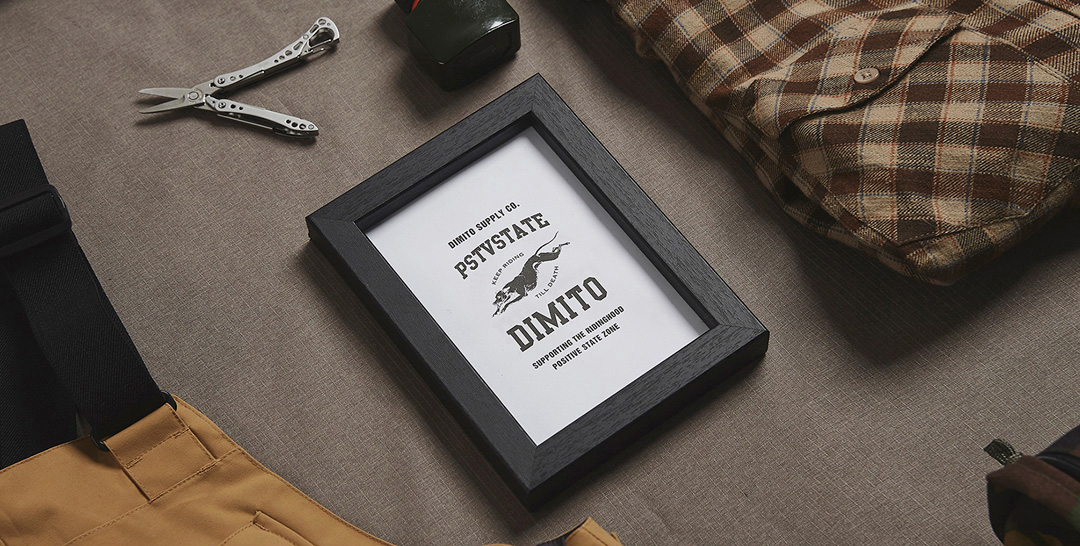 DIMITO SUPPLY CO.
PSTVSTATE
KEEP RIDING
TILL DEATH
DIMITO
SUPPORTING THE RIDINGHOOD
POSITIVE STATE ZONE